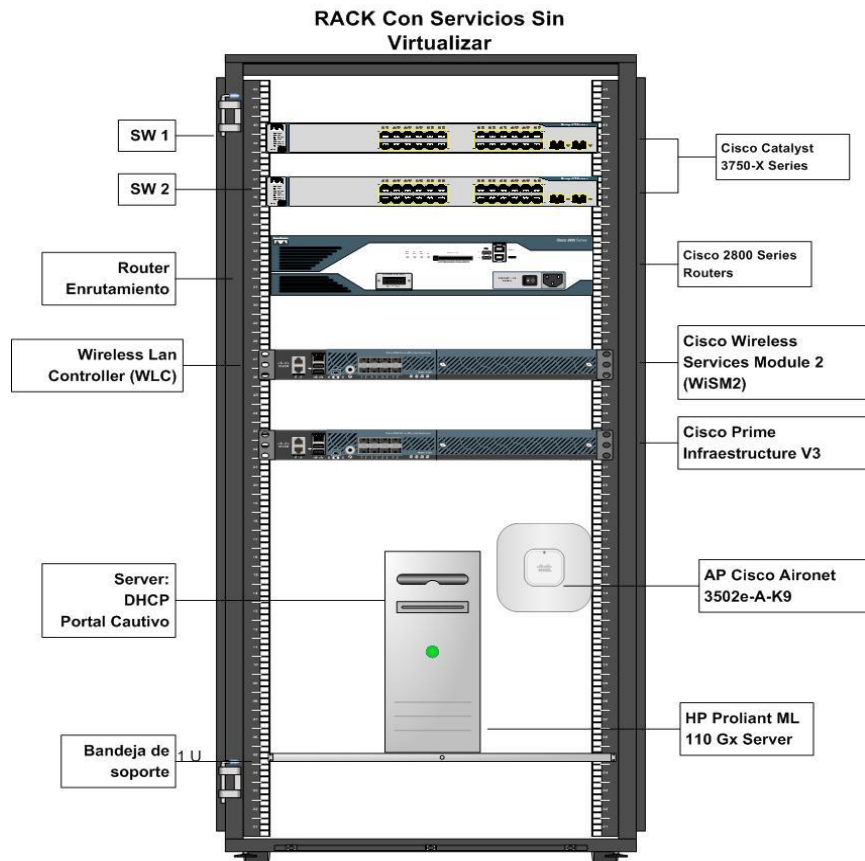 RACK Con Servicios Sin
Virtualizar
SW 1
SW 2
Cisco Catalyst
3750-X Series
Router
Enrutamiento
Cisco 2800 Series
Routers
Wireless Lan
Controller (WLC)
Cisco Wireless
Services Module 2
(WiSM2)
Cisco Prime
Infraestructure V3
Server:
DHCP
Portal Cautivo
AP Cisco Aironet
3502e-A-K9
HP Proliant ML
110 Gx Server
Bandeja de
soporte
1 U